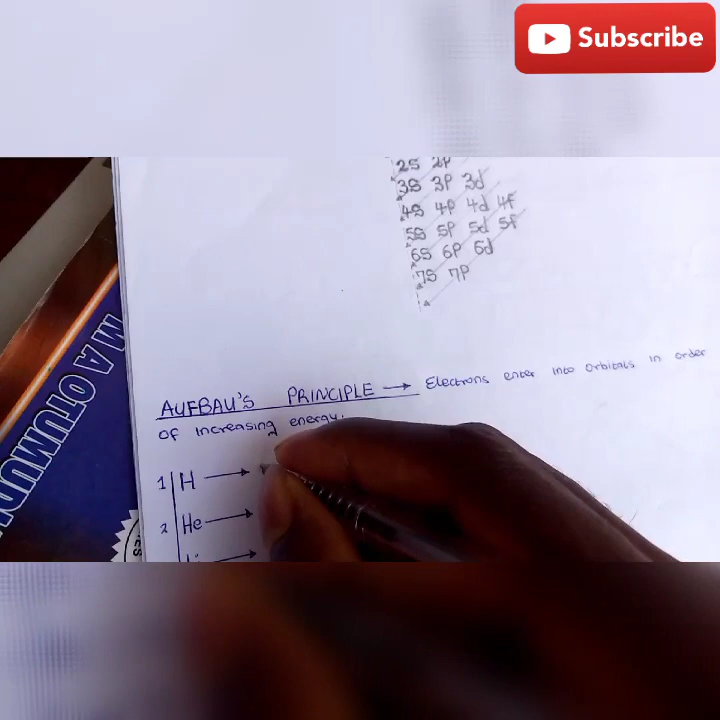 Subscribe
2S 2P
3S 3P 3d
4S 4P 4d 4f
5S 5P 5d 5f
6S 6P 6d
7S 7P
AUFBAU'S PRINCIPLE → Electrons enter into orbitals in order
of increasing energy.
1 H →
2 He →
M A OTUMUDI